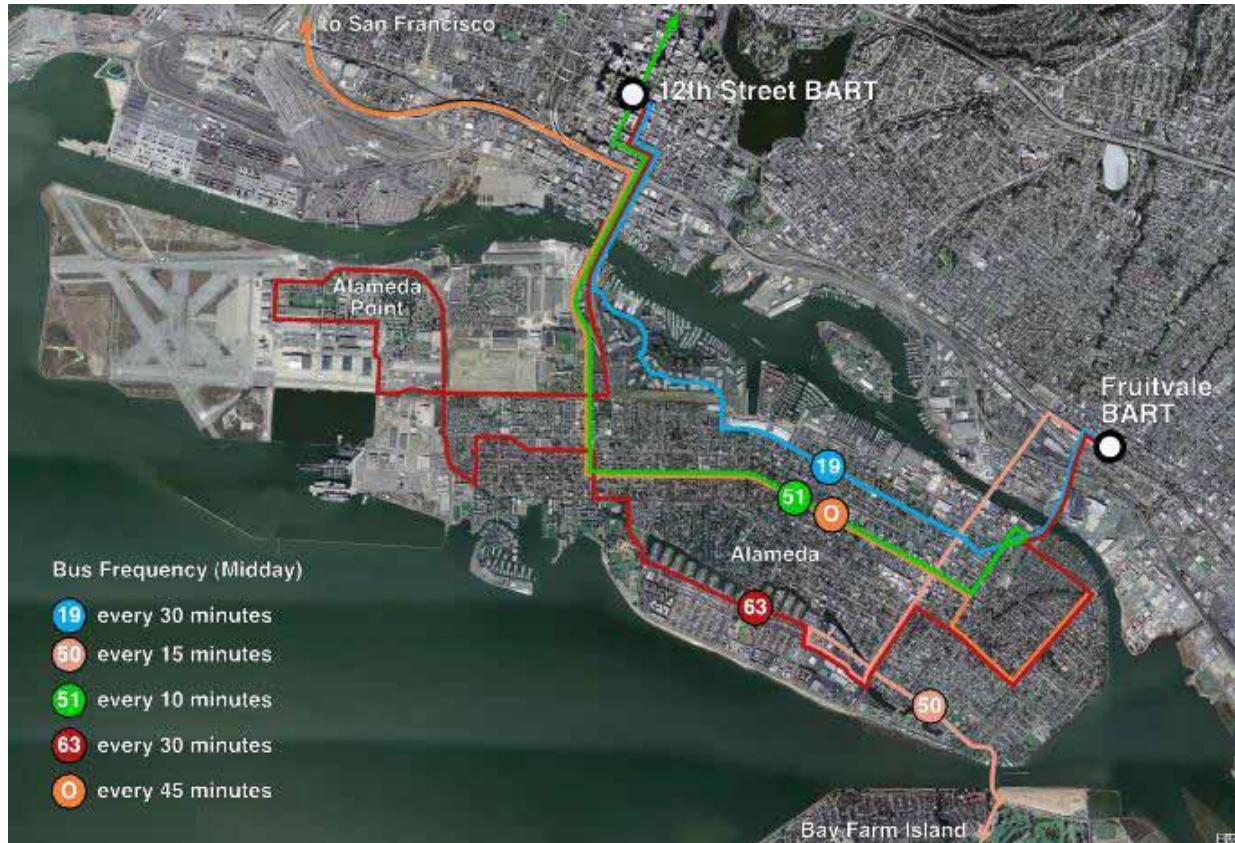 to San Francisco
12th Street BART
Alameda
Point
Fruitvale
BART
19
51
O
Alameda
63
50
Bus Frequency (Midday)
19 every 30 minutes
50 every 15 minutes
51 every 10 minutes
63 every 30 minutes
O every 45 minutes
Bay Farm Island